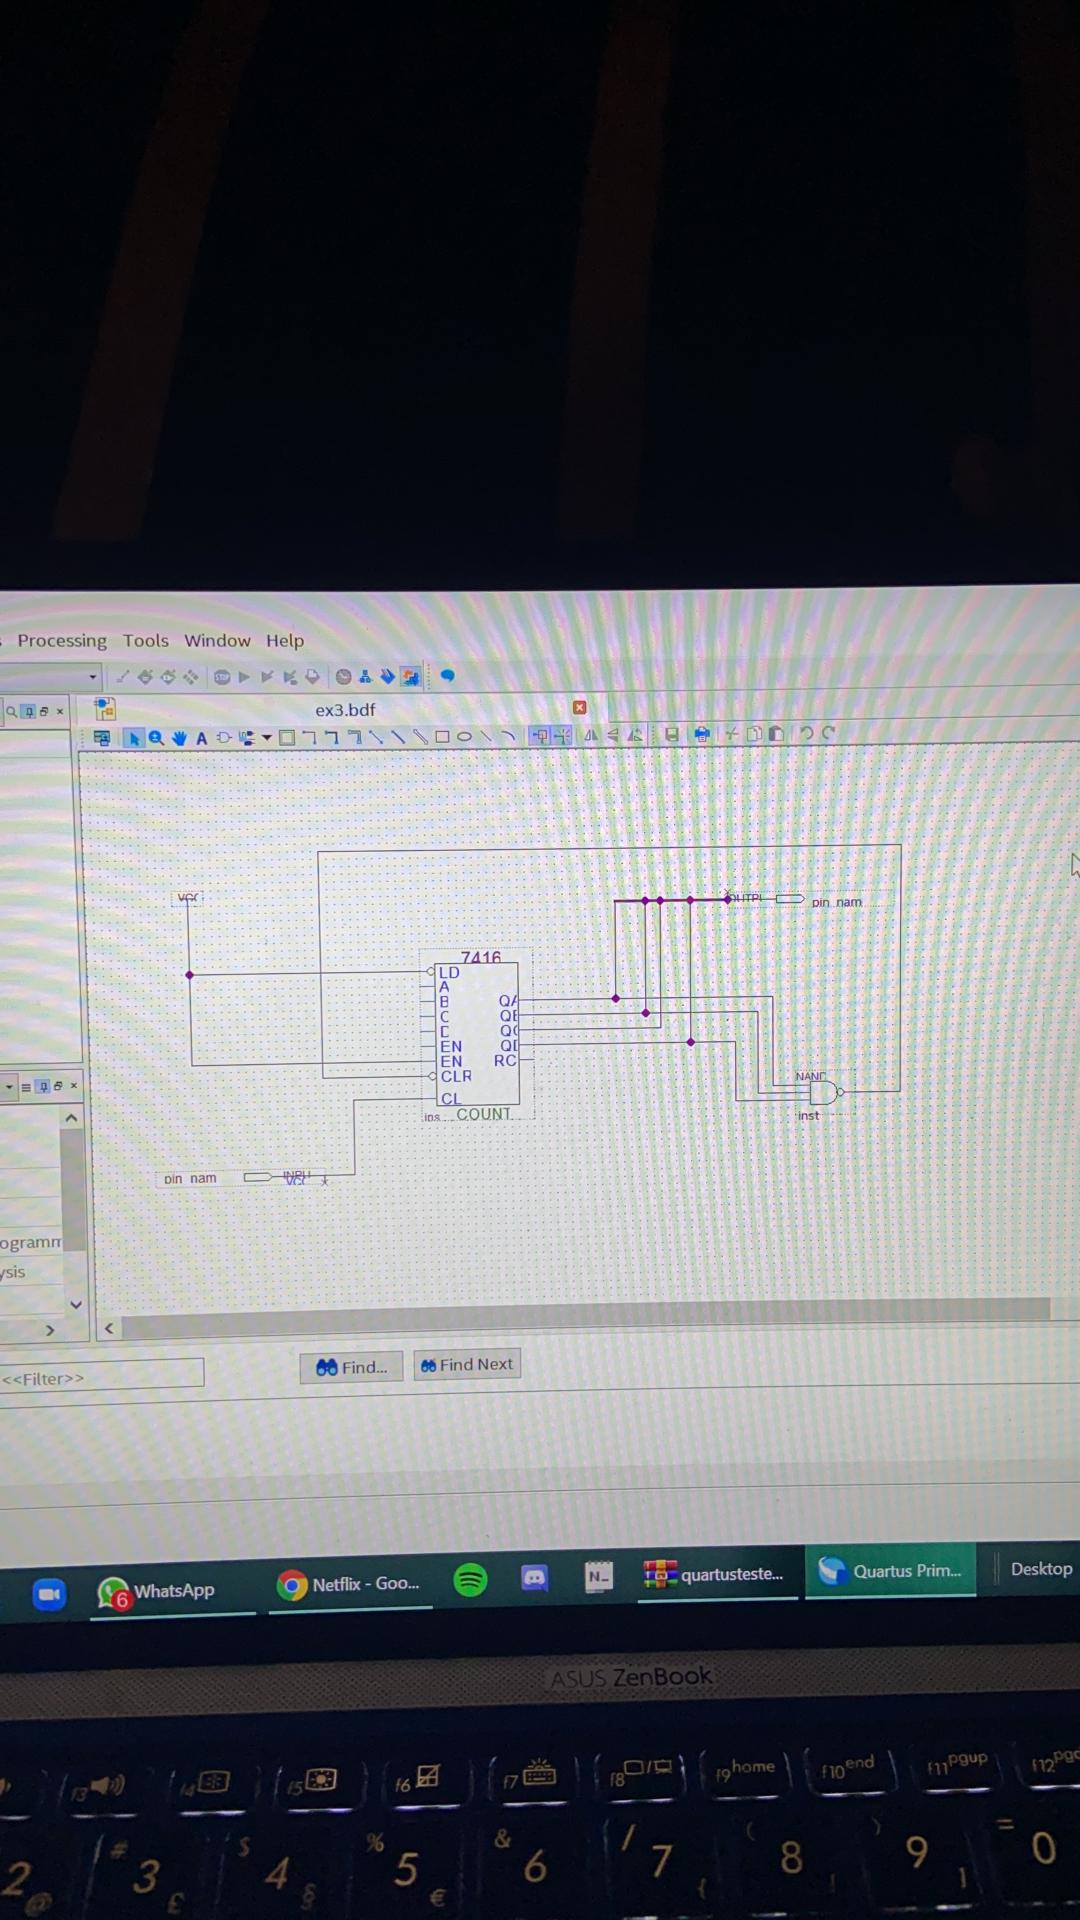 Processing Tools Window Help
ex3.bdf
VCC
OUTPU
pin_nam
7416
LD
A
B
C
D
EN
EN
CLR
CL
QA
QB
QC
QD
RC
NAND
inst
ins
COUNT
pin_nam
INPU
VCC
ogramm
ysis
<<Filter>>
Find...
Find Next
6
WhatsApp
Netflix - Goo...
N
quartusteste...
Quartus Prim...
Desktop
ASUS ZenBook
f3 f4 f5 f6 f7 f8 f9 home f10 end f11 pgup f12
2 @ # 3 £ $ 4 § % 5 € & 6 / 7 { ( 8 ) 9 ] = 0